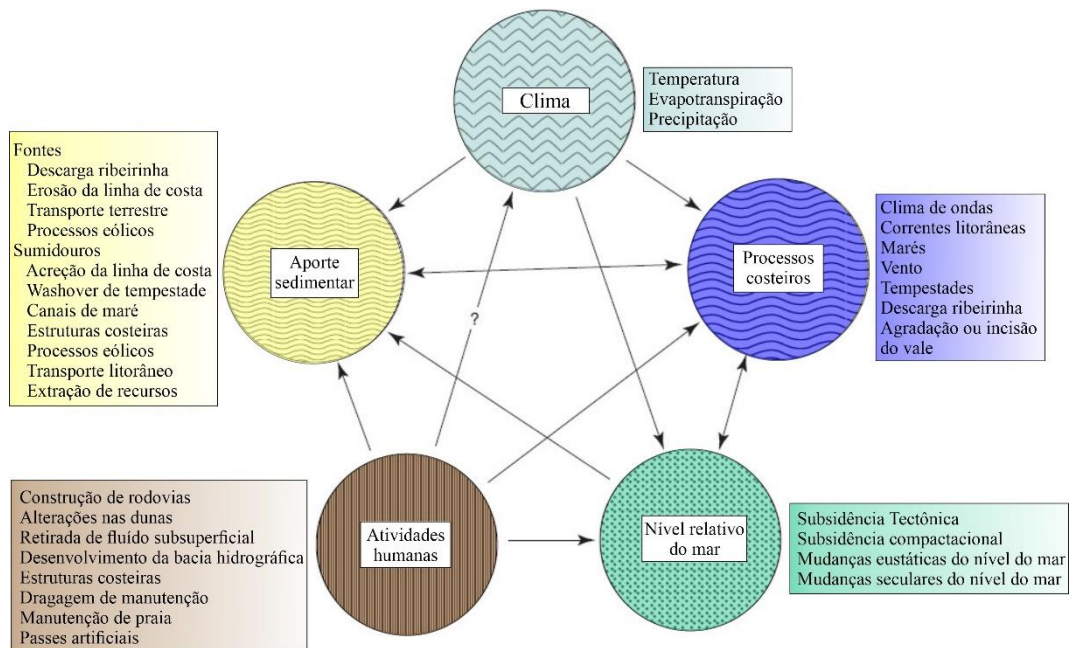 Clima
Temperatura
Evapotranspiração
Precipitação
Fontes
Descarga ribeirinha
Erosão da linha de costa
Transporte terrestre
Processos eólicos
Sumidouros
Acreção da linha de costa
Washover de tempestade
Canais de maré
Estruturas costeiras
Processos eólicos
Transporte litorâneo
Extração de recursos
Aporte
sedimentar
Processos
costeiros
Clima de ondas
Correntes litorâneas
Marés
Vento
Tempestades
Descarga ribeirinha
Agradação ou incisão
do vale
?
Construção de rodovias
Alterações nas dunas
Retirada de fluído subsuperficial
Desenvolvimento da bacia hidrográfica
Estruturas costeiras
Dragagem de manutenção
Manutenção de praia
Passes artificiais
Atividades
humanas
Nível relativo
do mar
Subsidência Tectônica
Subsidência compactacional
Mudanças eustáticas do nível do mar
Mudanças seculares do nível do mar